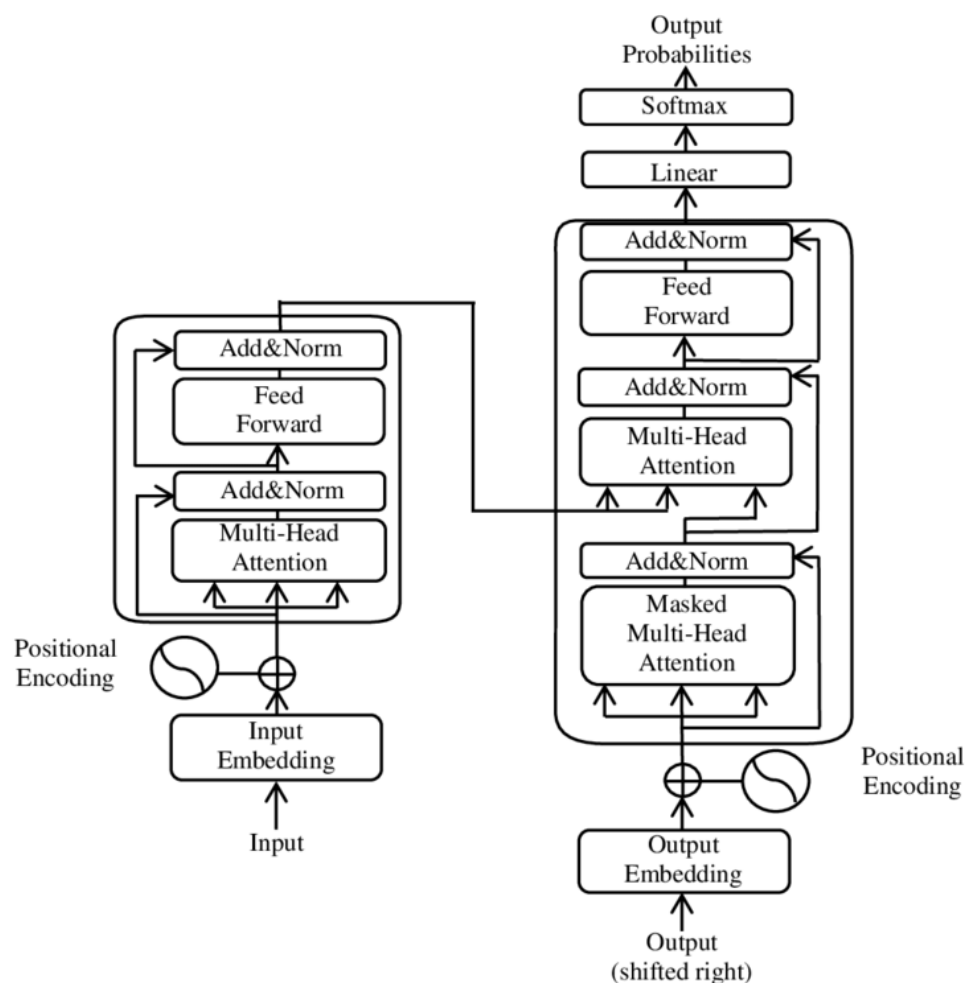 Output
Probabilities
Softmax
Linear
Add&Norm
Feed
Forward
Add&Norm
Multi-Head
Attention
Add&Norm
Masked
Multi-Head
Attention
Positional
Encoding
Output
Embedding
Output
(shifted right)
Add&Norm
Feed
Forward
Add&Norm
Multi-Head
Attention
Positional
Encoding
Input
Embedding
Input